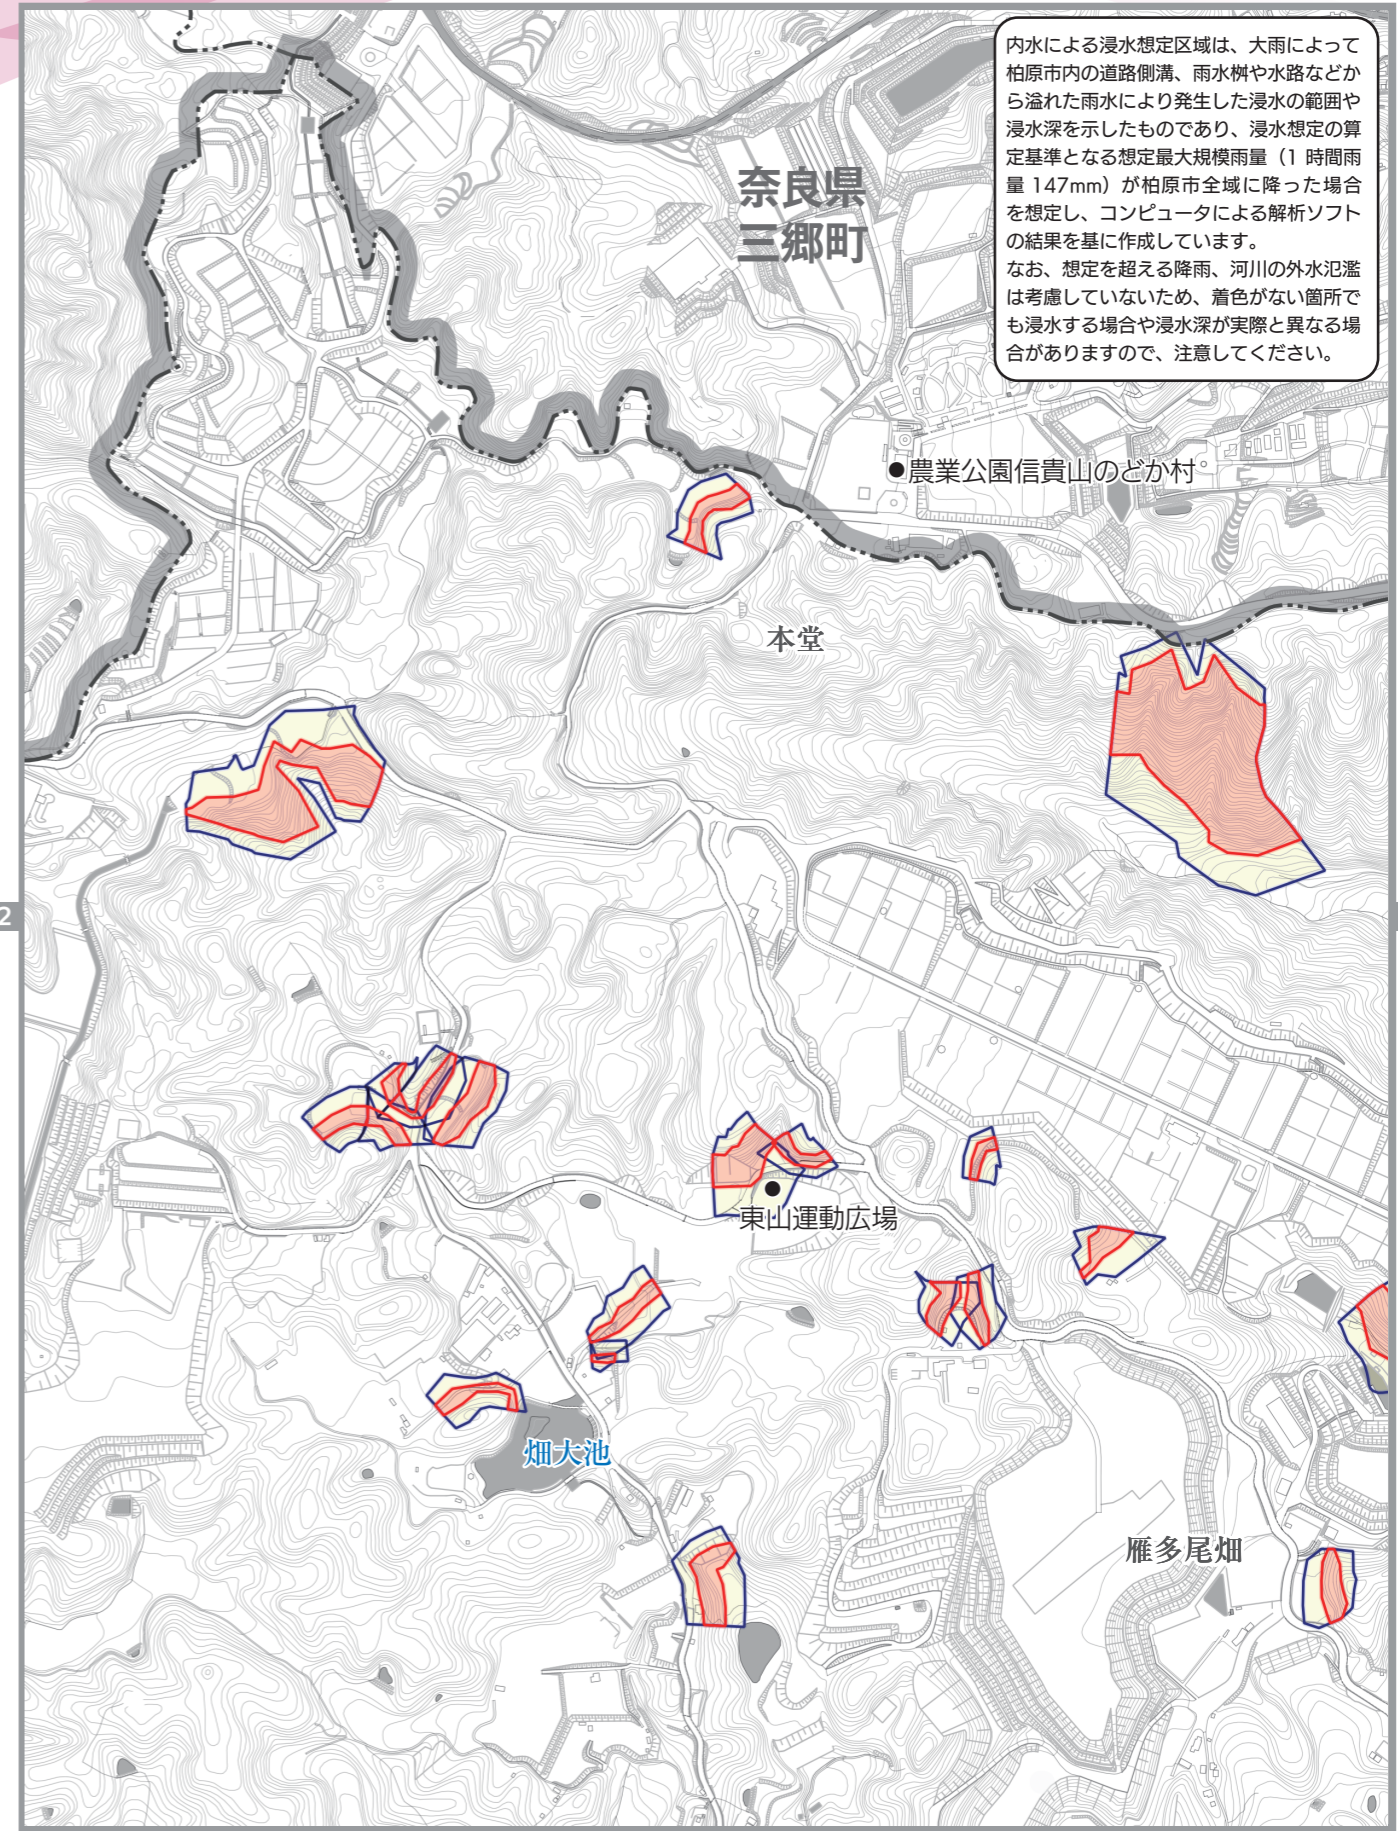 内水による浸水想定区域は、大雨によって
柏原市内の道路側溝、雨水桝や水路などか
ら溢れた雨水により発生した浸水の範囲や
浸水深を示したものであり、浸水想定の算
定基準となる想定最大規模雨量（1 時間雨
量 147mm）が柏原市全域に降った場合
を想定し、コンピュータによる解析ソフト
の結果を基に作成しています。
なお、想定を超える降雨、河川の外水氾濫
は考慮していないため、着色がない箇所で
も浸水する場合や浸水深が実際と異なる場
合がありますので、注意してください。
奈良県
三郷町
農業公園信貴山のどか村
本堂
2
東山運動広場
畑大池
雁多尾畑